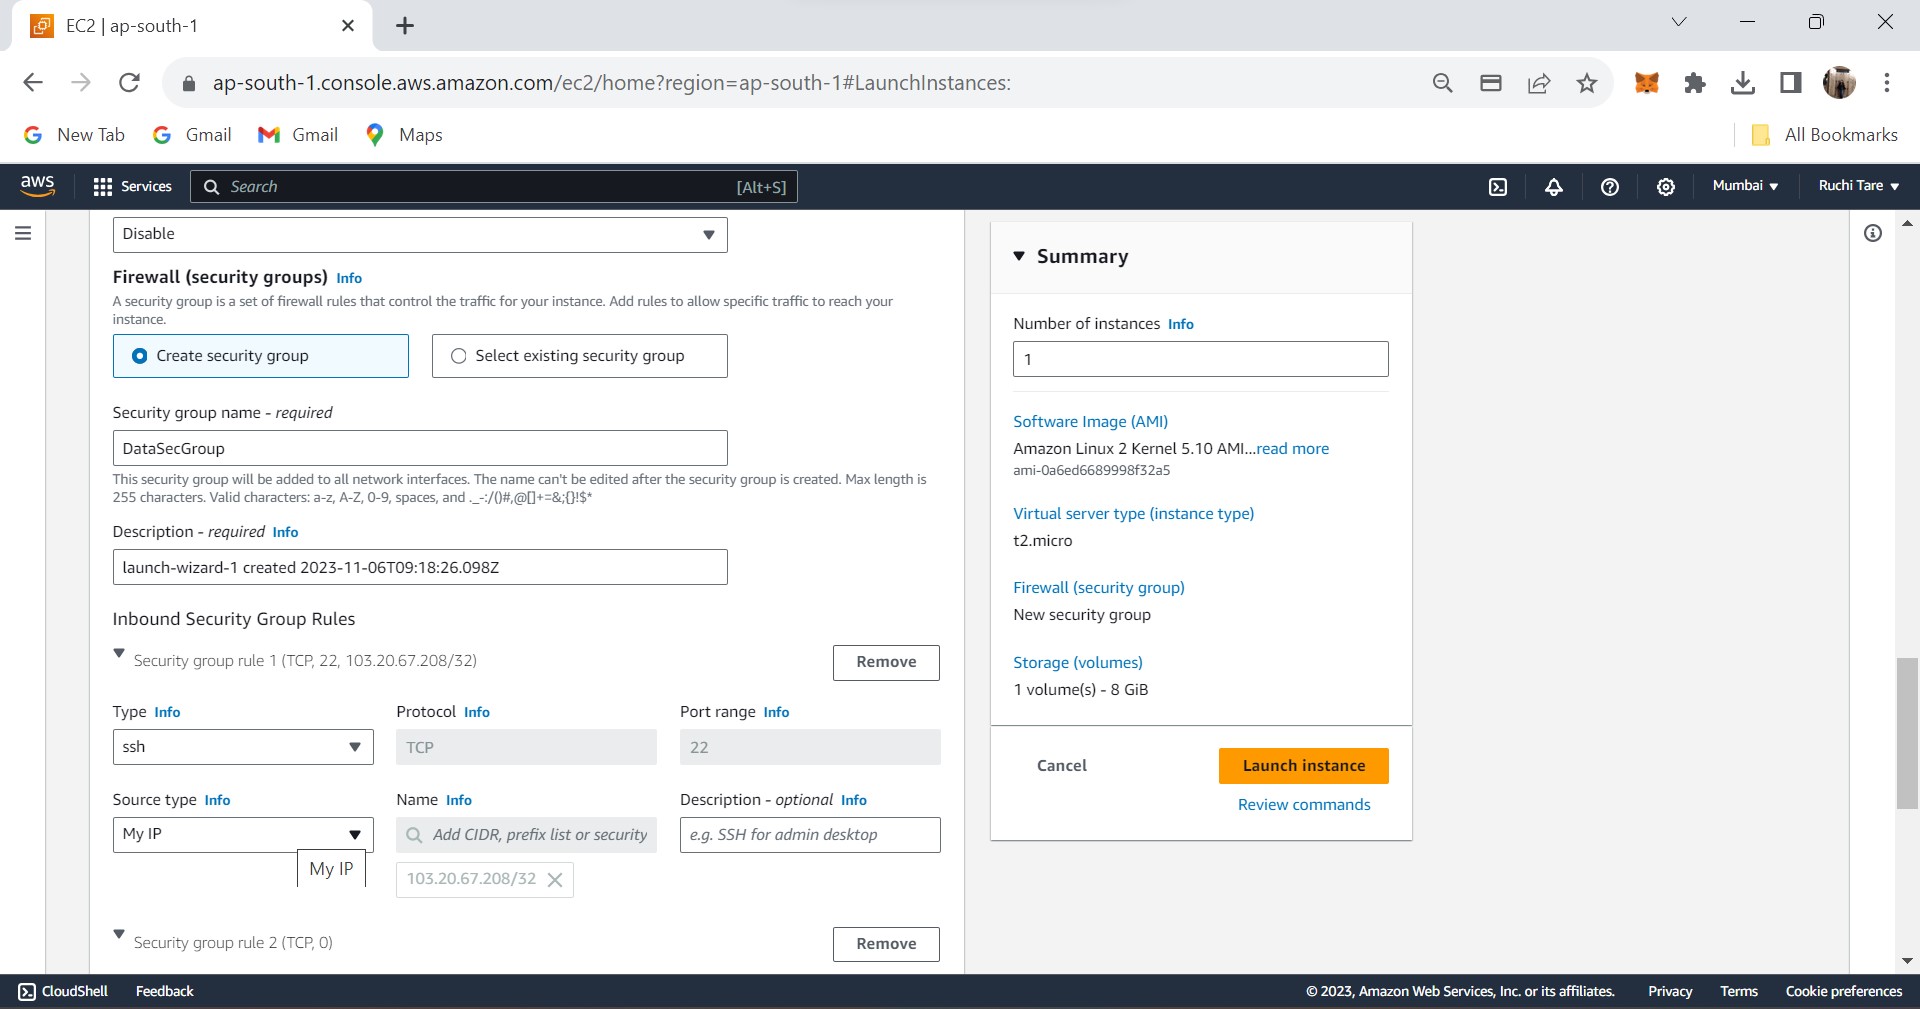 EC2 | ap-south-1
ap-south-1.console.aws.amazon.com/ec2/home?region=ap-south-1#LaunchInstances:
New Tab Gmail Gmail Maps All Bookmarks
aws Services Search [Alt+S] Mumbai Ruchi Tare
Disable
Firewall (security groups) Info
A security group is a set of firewall rules that control the traffic for your instance. Add rules to allow specific traffic to reach your
instance.
Create security group Select existing security group
Security group name - required
DataSecGroup
This security group will be added to all network interfaces. The name can't be edited after the security group is created. Max length is
255 characters. Valid characters: a-z, A-Z, 0-9, spaces, and ._-:/()#,@[]+=&;{}!$*
Description - required Info
launch-wizard-1 created 2023-11-06T09:18:26.098Z
Inbound Security Group Rules
Security group rule 1 (TCP, 22, 103.20.67.208/32) Remove
Type Info Protocol Info Port range Info
ssh TCP 22
Source type Info Name Info Description - optional Info
My IP Add CIDR, prefix list or security e.g. SSH for admin desktop
My IP 103.20.67.208/32
Security group rule 2 (TCP, 0) Remove
Summary
Number of instances Info
1
Software Image (AMI)
Amazon Linux 2 Kernel 5.10 AMI...read more
ami-0a6ed6689998f32a5
Virtual server type (instance type)
t2.micro
Firewall (security group)
New security group
Storage (volumes)
1 volume(s) - 8 GiB
Cancel Launch instance
Review commands
CloudShell Feedback © 2023, Amazon Web Services, Inc. or its affiliates. Privacy Terms Cookie preferences